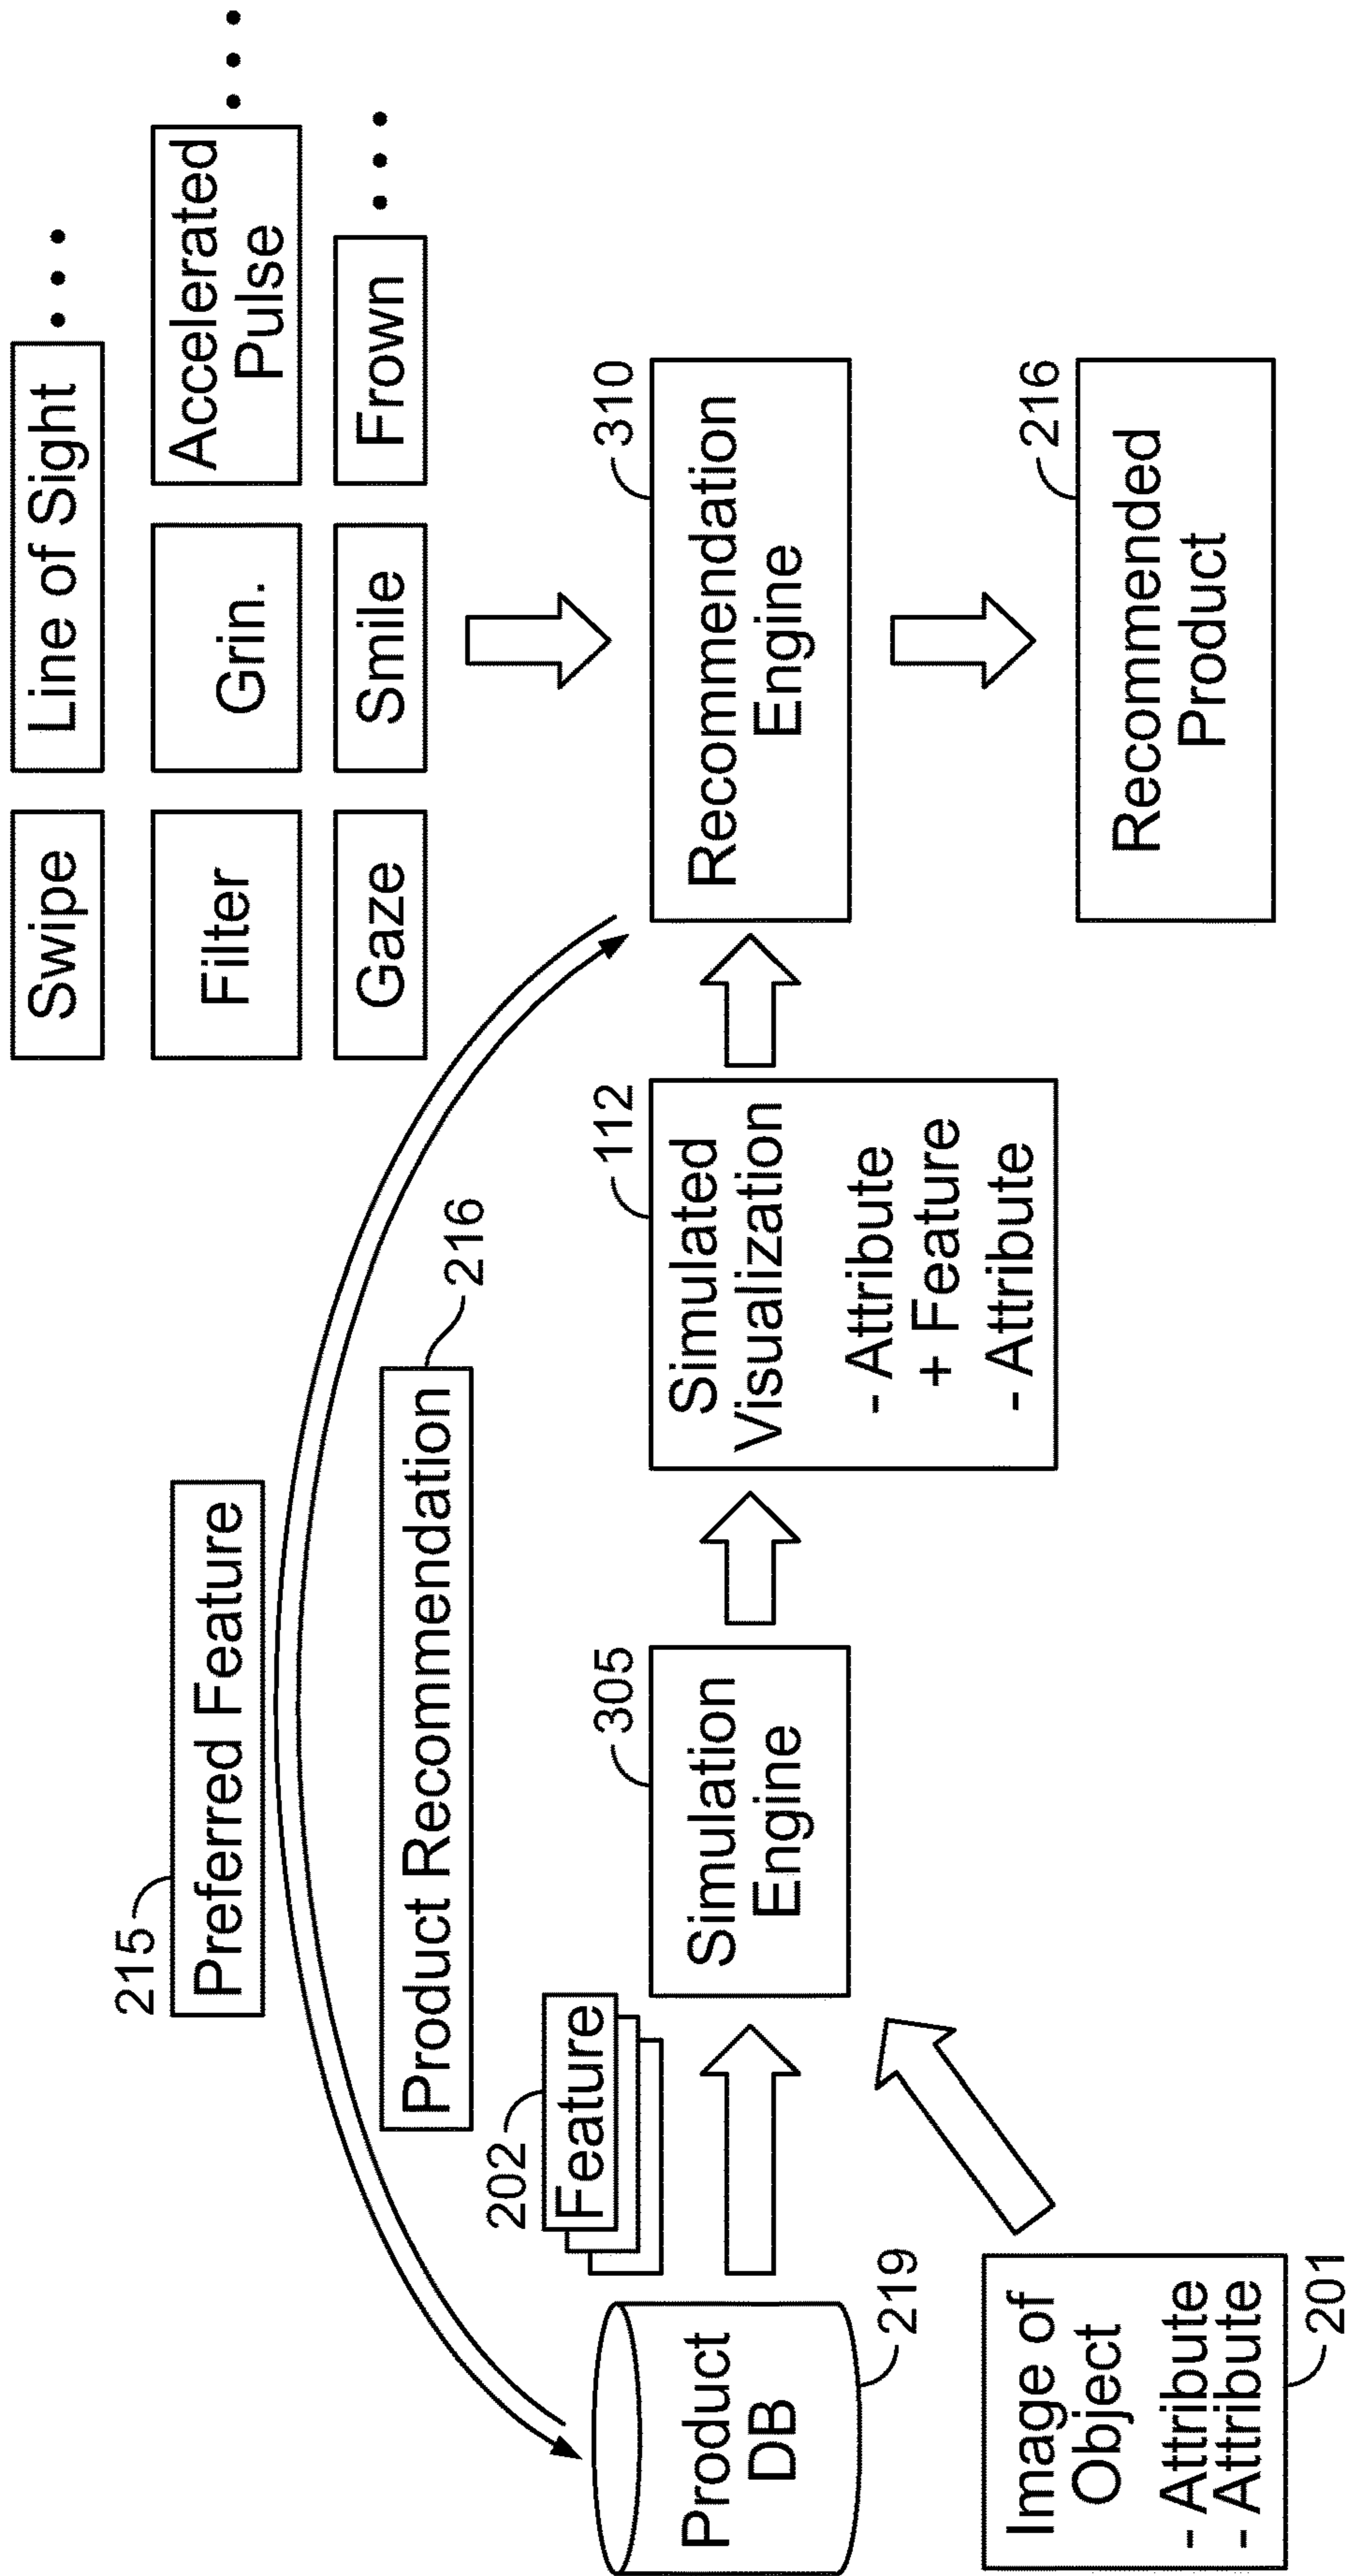 Swipe
Line of Sight
• • •
Filter
Grin.
Accelerated
Pulse
• • •
Gaze
Smile
Frown
• • •
215
Preferred Feature
Product Recommendation
216
202
Feature
Product
DB
219
305
Simulation
Engine
112
Simulated
Visualization
- Attribute
+ Feature
- Attribute
310
Recommendation
Engine
Image of
Object
- Attribute
- Attribute
201
216
Recommended
Product